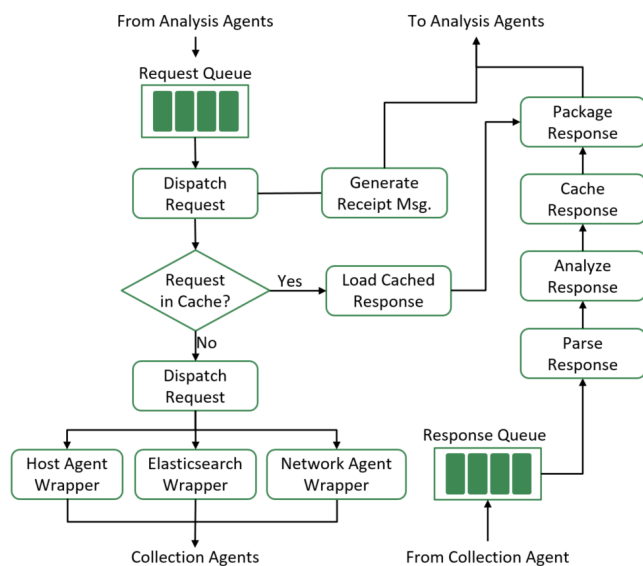 From Analysis Agents
To Analysis Agents
Request Queue
Package
Response
Dispatch
Request
Generate
Receipt Msg.
Cache
Response
Request
in Cache?
Yes
Load Cached
Response
Analyze
Response
No
Parse
Response
Dispatch
Request
Response Queue
Host Agent
Wrapper
Elasticsearch
Wrapper
Network Agent
Wrapper
Collection Agents
From Collection Agent